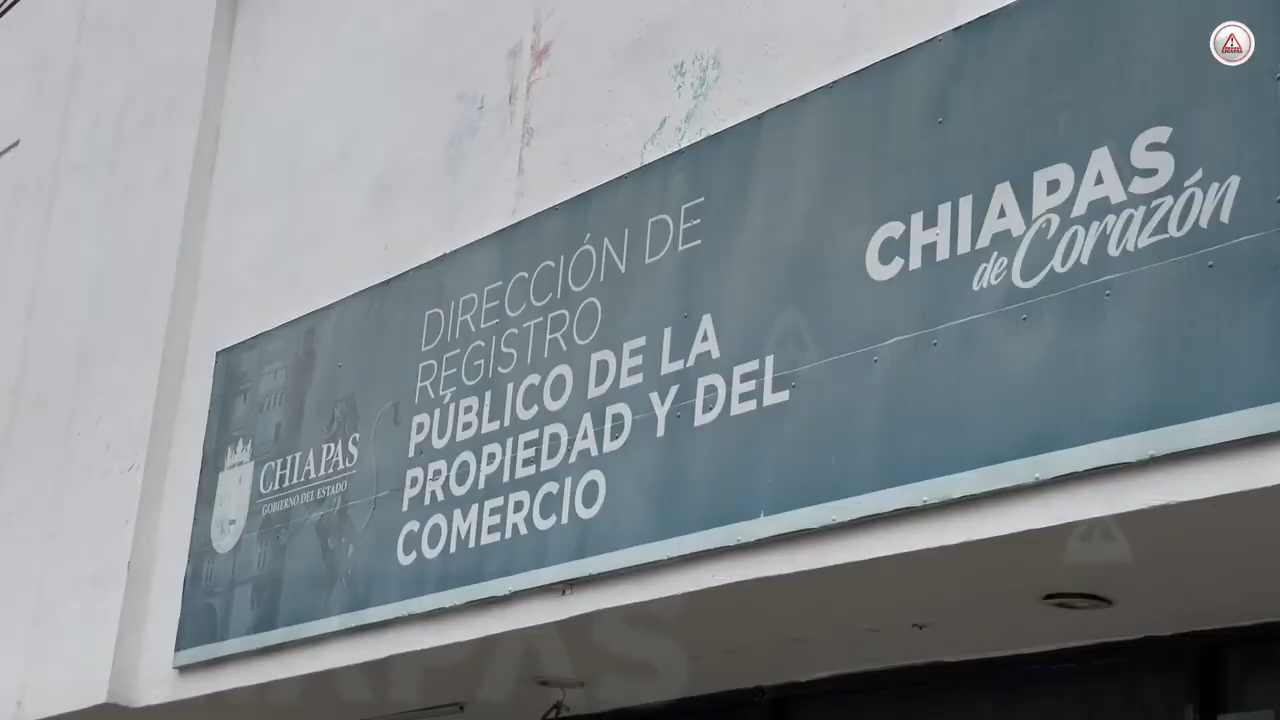 CHIAPAS
GOBIERNO DEL ESTADO
DIRECCIÓN DE
REGISTRO
PÚBLICO DE LA
PROPIEDAD Y DEL
COMERCIO
CHIAPAS
de Corazón